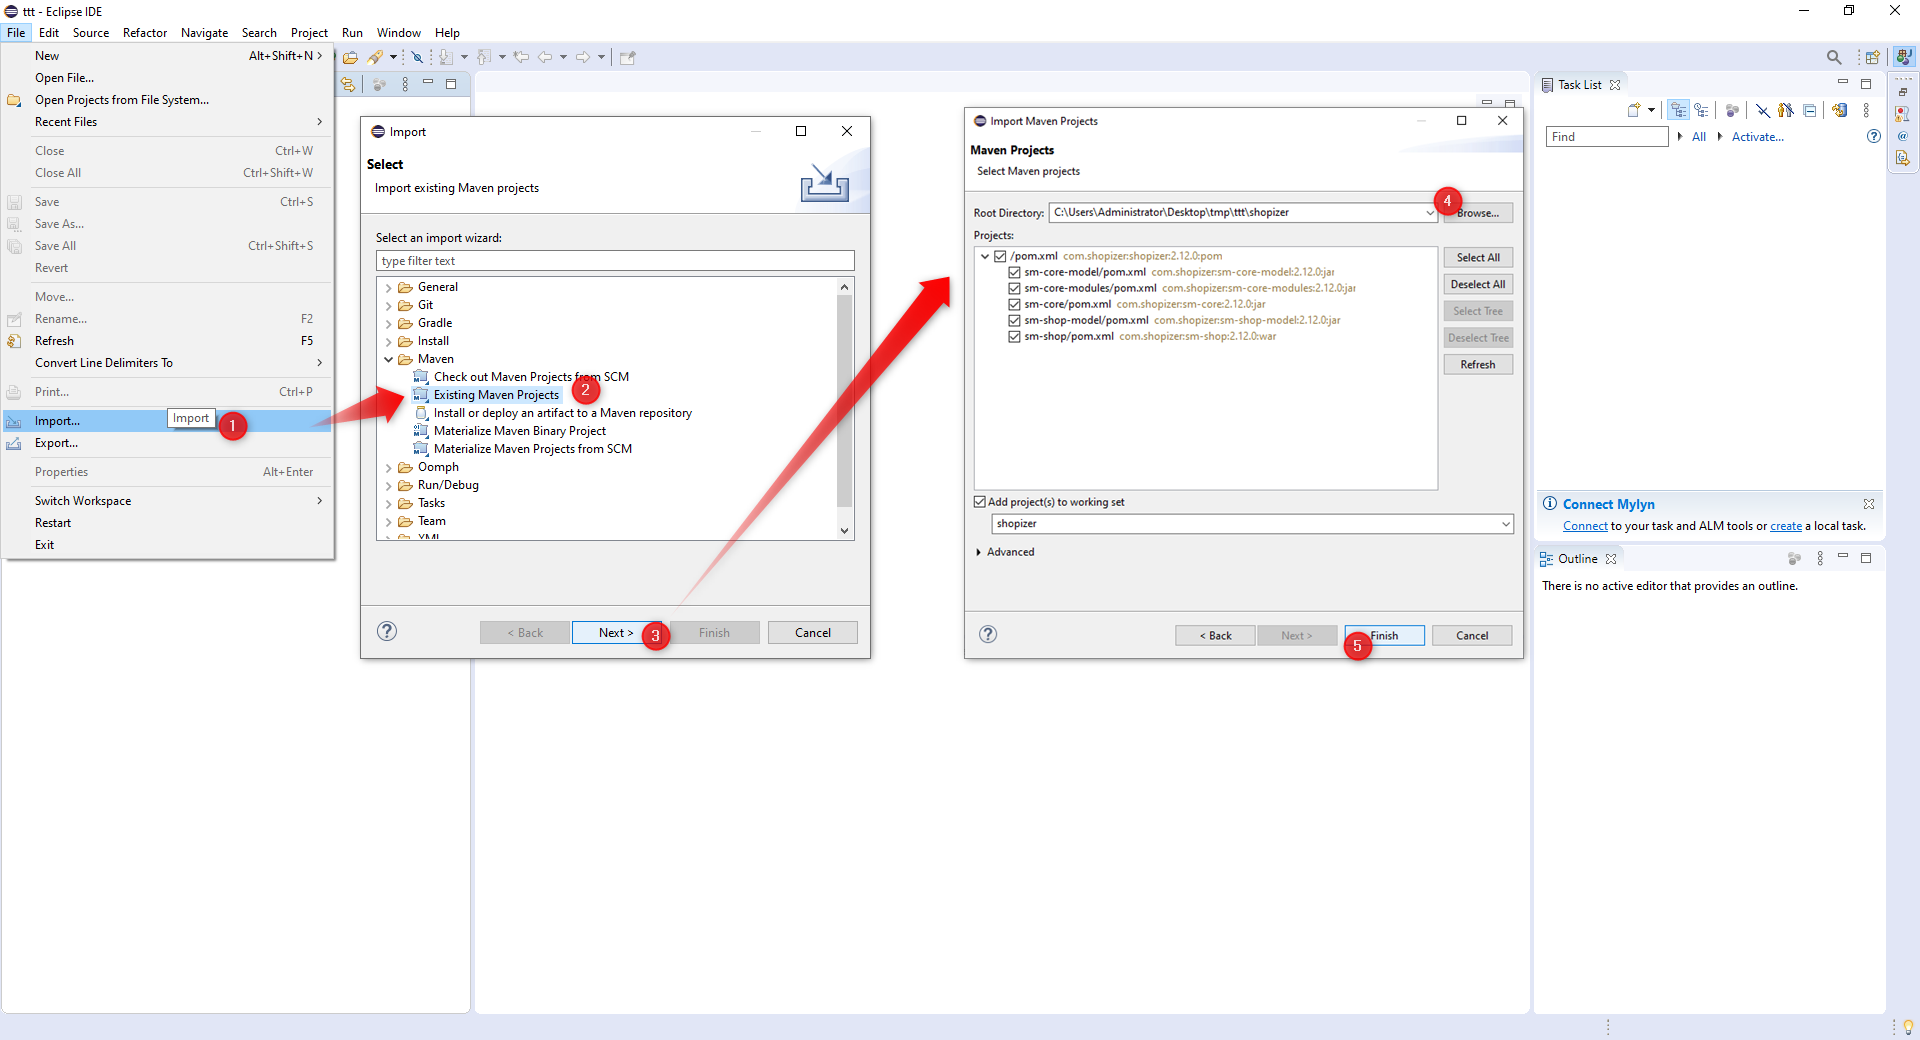 ttt - Eclipse IDE
File Edit Source Refactor Navigate Search Project Run Window Help
New Alt+Shift+N
Open File...
Open Projects from File System...
Recent Files
Close Ctrl+W
Close All Ctrl+Shift+W
Save Ctrl+S
Save As...
Save All Ctrl+Shift+S
Revert
Move...
Rename... F2
Refresh F5
Convert Line Delimiters To
Print... Ctrl+P
Import... Import 1
Export...
Properties Alt+Enter
Switch Workspace
Restart
Exit
Import
Select
Import existing Maven projects
Select an import wizard:
type filter text
General
Git
Gradle
Install
Maven
Check out Maven Projects from SCM
Existing Maven Projects 2
Install or deploy an artifact to a Maven repository
Materialize Maven Binary Project
Materialize Maven Projects from SCM
Oomph
Run/Debug
Tasks
Team
XML
< Back Next > 3 Finish Cancel
Import Maven Projects
Maven Projects
Select Maven projects
Root Directory: C:\Users\Administrator\Desktop\tmp\ttt\shopizer 4 Browse...
Projects:
/pom.xml com.shopizer:shopizer:2.12.0:pom
sm-core-model/pom.xml com.shopizer:sm-core-model:2.12.0:jar
sm-core-modules/pom.xml com.shopizer:sm-core-modules:2.12.0:jar
sm-core/pom.xml com.shopizer:sm-core:2.12.0:jar
sm-shop-model/pom.xml com.shopizer:sm-shop-model:2.12.0:jar
sm-shop/pom.xml com.shopizer:sm-shop:2.12.0:war
Select All
Deselect All
Select Tree
Deselect Tree
Refresh
Add project(s) to working set
shopizer
Advanced
< Back Next > 5 Finish Cancel
Task List
Find All Activate...
Connect Mylyn
Connect to your task and ALM tools or create a local task.
Outline
There is no active editor that provides an outline.